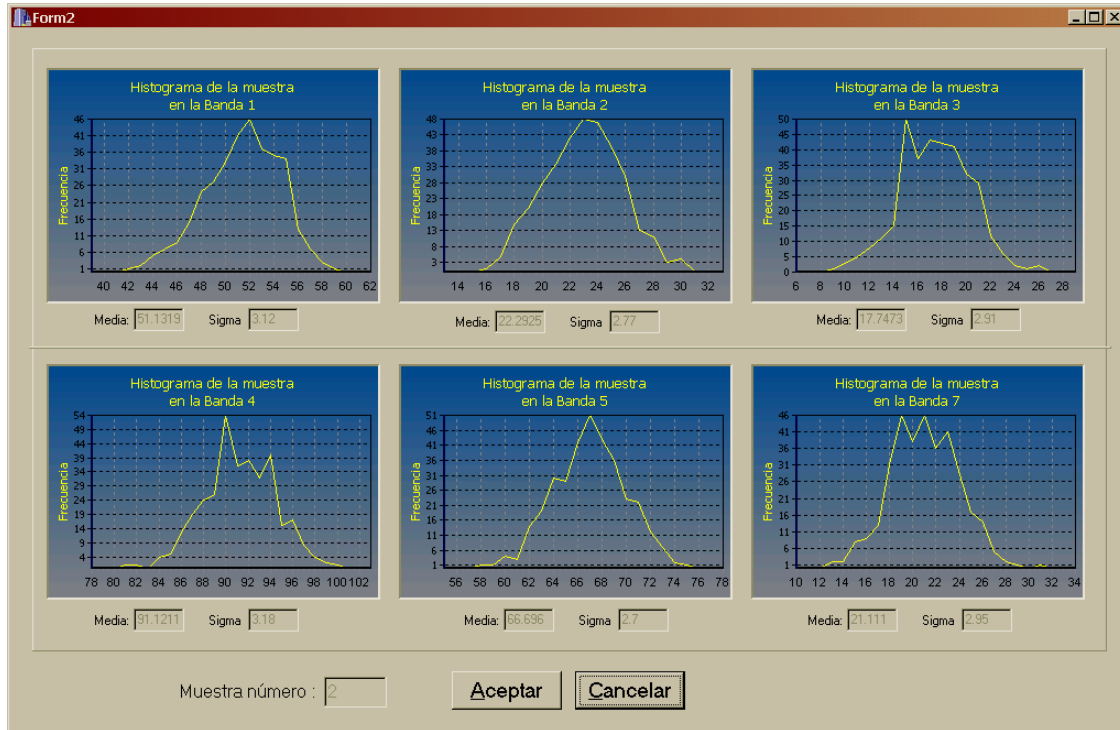 Form2
Histograma de la muestra
en la Banda 1
46
41
36
31
26
21
16
11
6
1
Frecuencia
40 42 44 46 48 50 52 54 56 58 60 62
Media: 51.1319 Sigma 3.12
Histograma de la muestra
en la Banda 2
48
43
38
33
28
23
18
13
8
3
Frecuencia
14 16 18 20 22 24 26 28 30 32
Media: 22.2925 Sigma 2.77
Histograma de la muestra
en la Banda 3
50
45
40
35
30
25
20
15
10
5
0
Frecuencia
6 8 10 12 14 16 18 20 22 24 26 28
Media: 17.7473 Sigma 2.91
Histograma de la muestra
en la Banda 4
54
49
44
39
34
29
24
19
14
9
4
Frecuencia
78 80 82 84 86 88 90 92 94 96 98 100 102
Media: 91.1211 Sigma 3.18
Histograma de la muestra
en la Banda 5
51
46
41
36
31
26
21
16
11
6
1
Frecuencia
56 58 60 62 64 66 68 70 72 74 76 78
Media: 66.696 Sigma 2.7
Histograma de la muestra
en la Banda 7
46
41
36
31
26
21
16
11
6
1
Frecuencia
10 12 14 16 18 20 22 24 26 28 30 32 34
Media: 21.111 Sigma 2.95
Muestra número : 2 Aceptar Cancelar